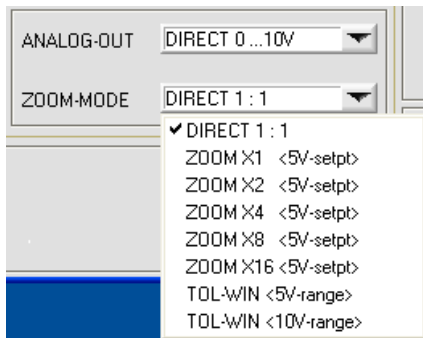 ANALOG-OUT DIRECT 0 ...10V
ZOOM-MODE DIRECT 1 : 1
✔DIRECT 1 : 1
ZOOM X1 <5V-setpt>
ZOOM X2 <5V-setpt>
ZOOM X4 <5V-setpt>
ZOOM X8 <5V-setpt>
ZOOM X16 <5V-setpt>
TOL-WIN <5V-range>
TOL-WIN <10V-range>